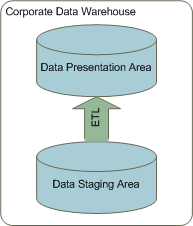 Corporate Data Warehouse
Data Presentation Area
ETL
Data Staging Area